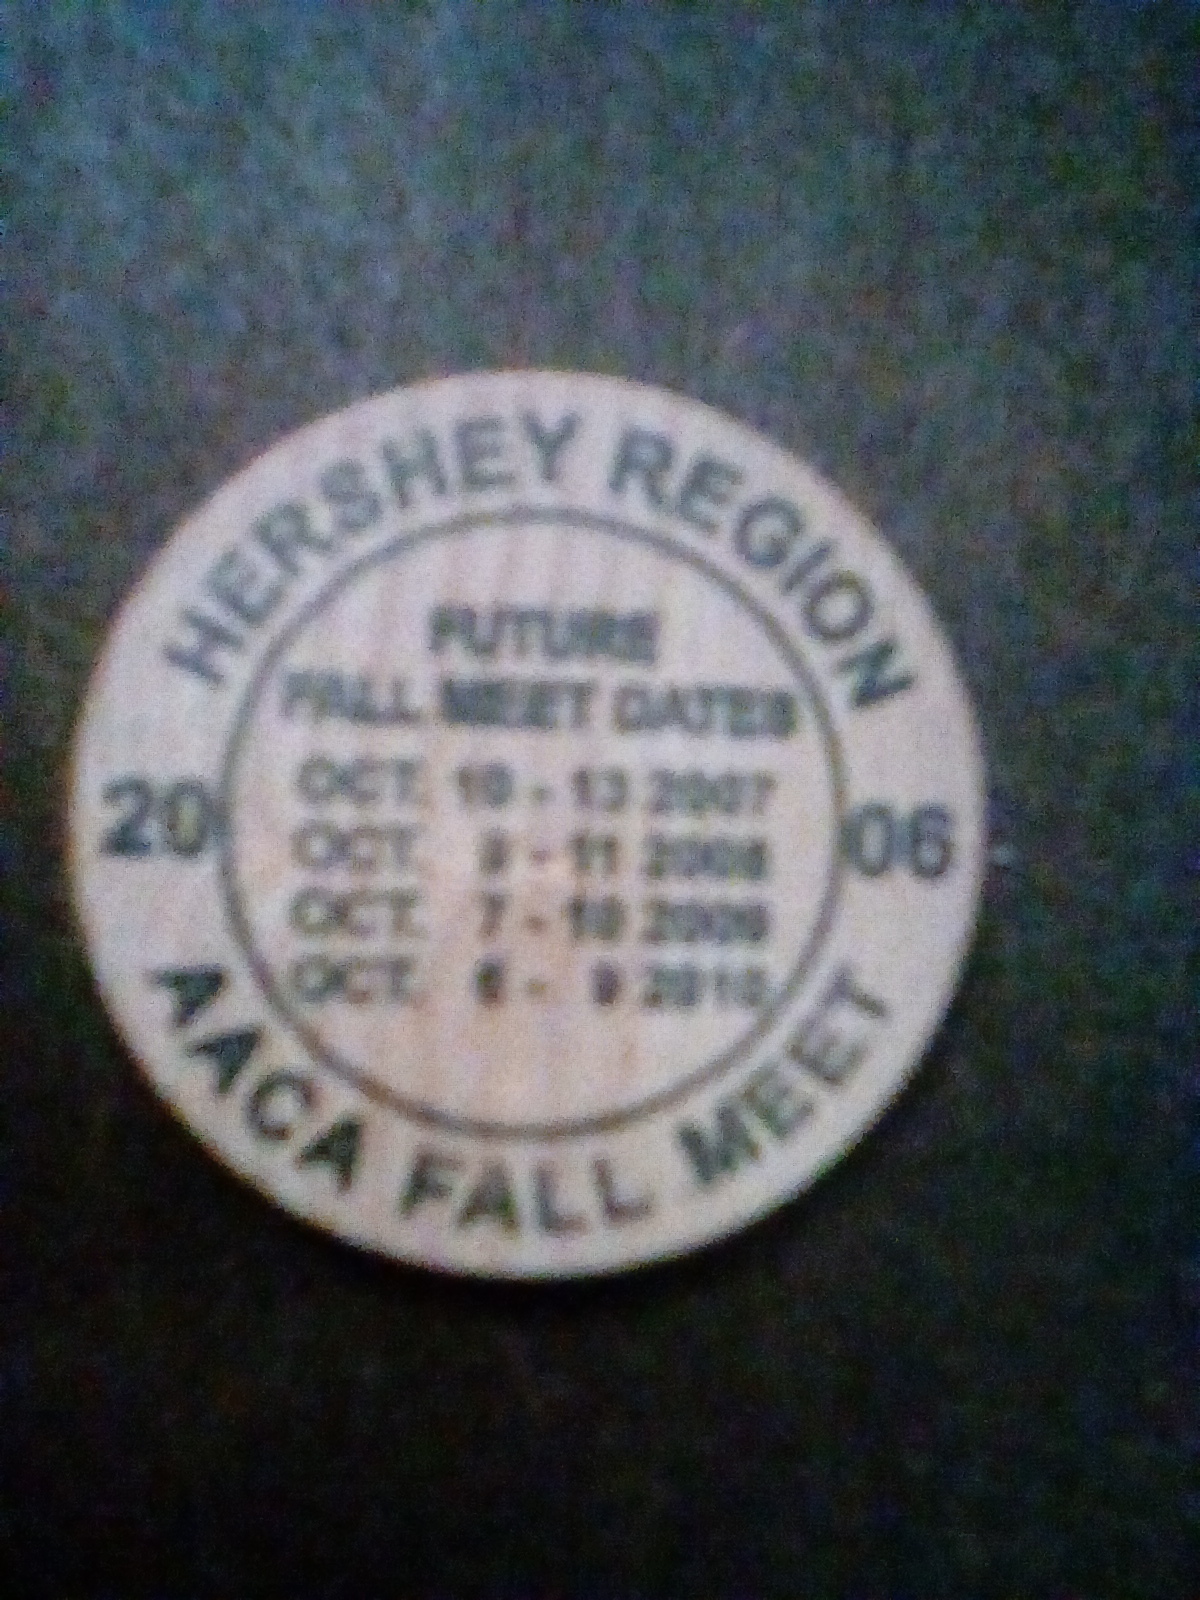 HERSHEY REGION
20 06
FUTURE
FALL MEET DATES
OCT. 10 - 13 2007
OCT. 8 - 11 2008
OCT. 7 - 10 2009
OCT. 6 - 9 2010
AACA FALL MEET